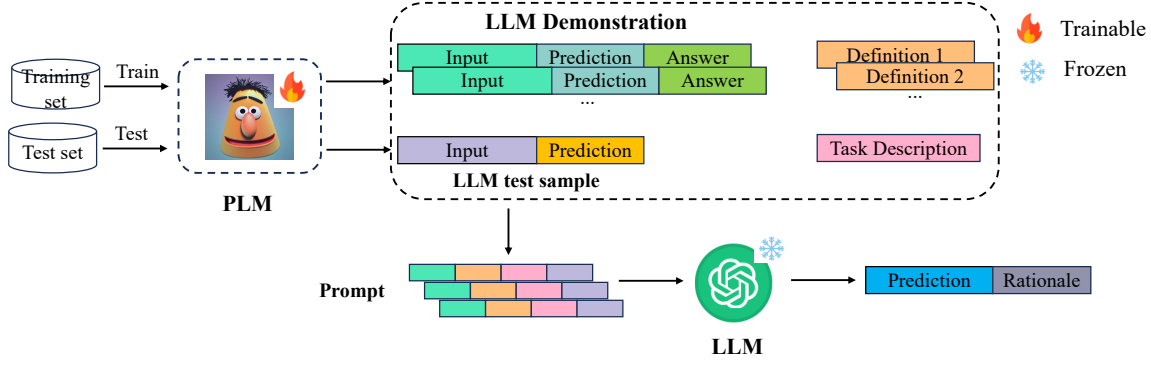 LLM Demonstration
Trainable
Frozen
Training
set
Train
Test set
Test
PLM
Input Prediction Answer
Input Prediction Answer
...
Definition 1
Definition 2
...
Input Prediction
Task Description
LLM test sample
Prompt
LLM
Prediction Rationale